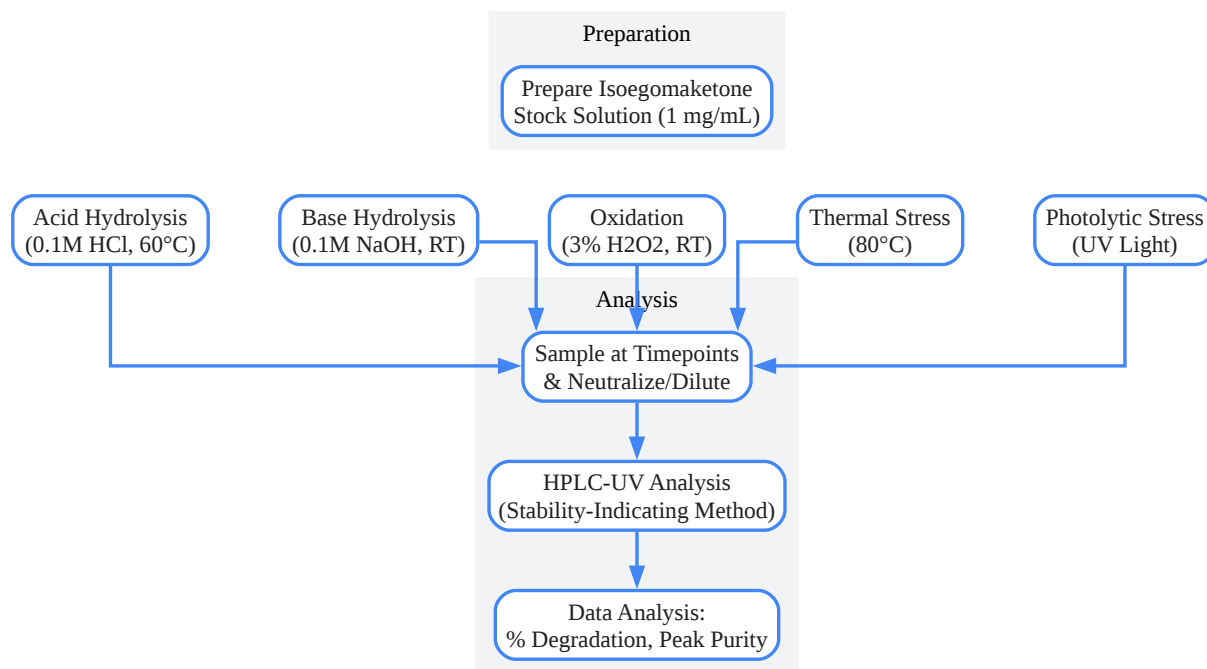 Preparation
Prepare Isoegomaketone
Stock Solution (1 mg/mL)
Acid Hydrolysis
(0.1M HCl, 60°C)
Base Hydrolysis
(0.1M NaOH, RT)
Oxidation
(3% H2O2, RT)
Thermal Stress
(80°C)
Photolytic Stress
(UV Light)
Analysis
Sample at Timepoints
& Neutralize/Dilute
HPLC-UV Analysis
(Stability-Indicating Method)
Data Analysis:
% Degradation, Peak Purity